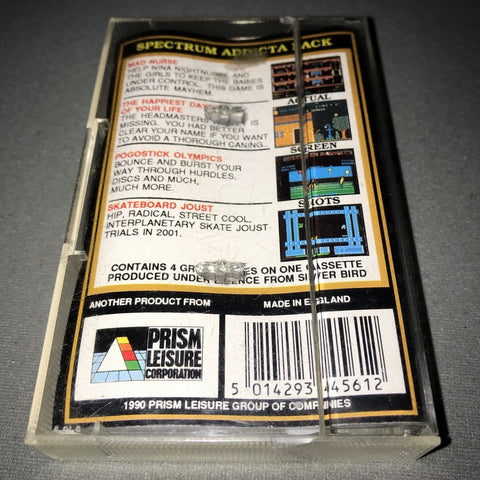 SPECTRUM ADDICTA PACK
MAD NURSE
HELP NINA NIGHTNURSE AND
THE GIRLS TO KEEP THE BABIES
UNDER CONTROL. THIS GAME IS
ABSOLUTE MAYHEM.
THE HAPPIEST DAY
OF YOUR LIFE
THE HEADMASTERS IS
MISSING. YOU HAD BETTER
CLEAR YOUR NAME IF YOU WANT
TO AVOID A THOROUGH CANING.
POGOSTICK OLYMPICS
BOUNCE AND BURST YOUR
WAY THROUGH HURDLES,
DISCS AND MUCH,
MUCH MORE.
SKATEBOARD JOUST
HIP, RADICAL, STREET COOL,
INTERPLANETARY SKATE JOUST
TRIALS IN 2001.
ACTUAL
SCREEN
SHOTS
CONTAINS 4 ON ONE CASSETTE
PRODUCED UNDER LICENCE FROM SILVER BIRD
ANOTHER PRODUCT FROM
MADE IN ENGLAND
PRISM
LEISURE
CORPORATION
5 014293 445612
1990 PRISM LEISURE GROUP OF COMPANIES